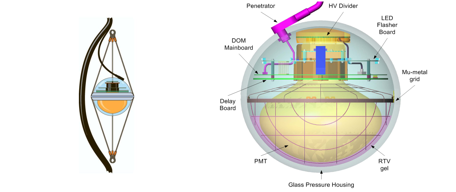 Penetrator
HV Divider
LED
Flasher
Board
DOM
Mainboard
Mu-metal
grid
Delay
Board
PMT
RTV
gel
Glass Pressure Housing